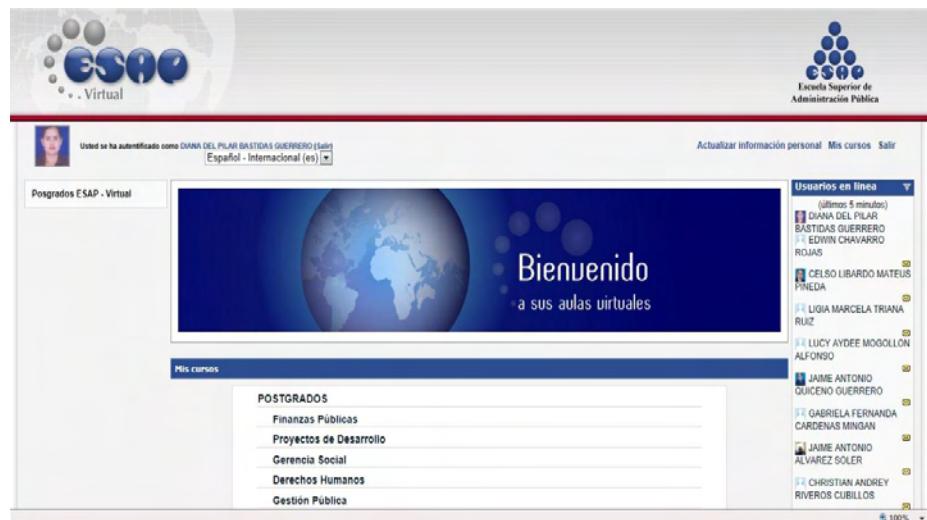 ESAP
. Virtual
ESAP
Escuela Superior de
Administración Pública
Usted se ha autentificado como DIANA DEL PILAR BASTIDAS GUERRERO (Salir)
Español - Internacional (es)
Actualizar información personal Mis cursos Salir
Posgrados ESAP - Virtual
Bienvenido
a sus aulas virtuales
Mis cursos
POSTGRADOS
Finanzas Públicas
Proyectos de Desarrollo
Gerencia Social
Derechos Humanos
Gestión Pública
Usuarios en línea
(últimos 5 minutos)
DIANA DEL PILAR
BASTIDAS GUERRERO
EDWIN CHAVARRO
ROJAS
CELSO LIBARDO MATEUS
PINEDA
LIGIA MARCELA TRIANA
RUIZ
LUCY AYDEE MOGOLLON
ALFONSO
JAIME ANTONIO
QUICENO GUERRERO
GABRIELA FERNANDA
CARDENAS MINGAN
JAIME ANTONIO
ALVAREZ SOLER
CHRISTIAN ANDREY
RIVEROS CUBILLOS
100%